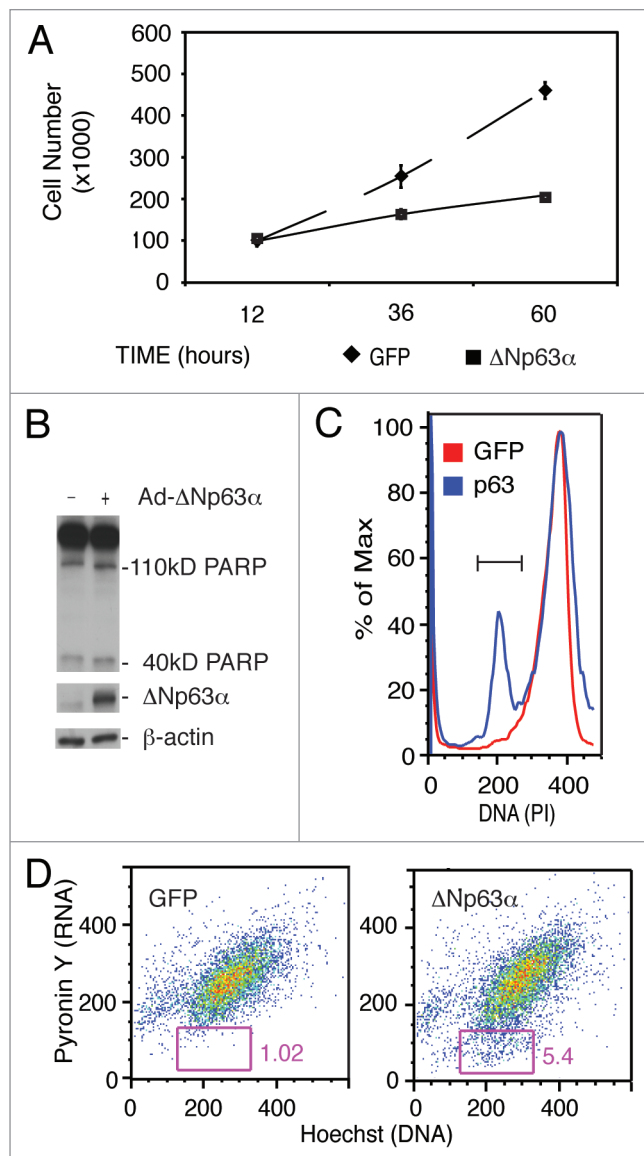 A
Cell Number
(x1000)
600
500
400
300
200
100
0
12 36 60
TIME (hours) GFP ΔNp63α
B
- + Ad-ΔNp63α
-110kD PARP
- 40kD PARP
- ΔNp63α
- β-actin
C
% of Max
100
80
60
40
20
0
GFP
p63
0 200 400
DNA (PI)
D
Pyronin Y (RNA)
GFP
400
200
0
1.02
0 200 400
ΔNp63α
400
200
0
5.4
0 200 400
Hoechst (DNA)